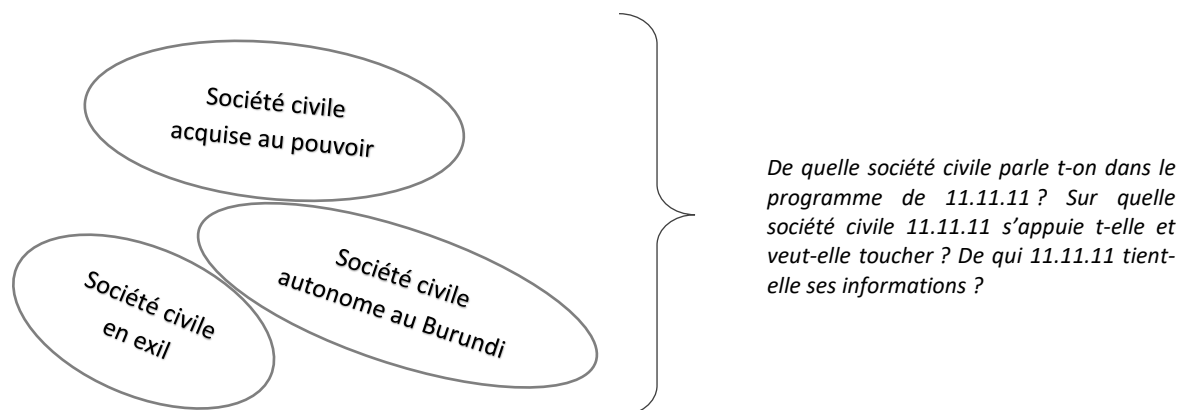 Société civile
acquise au pouvoir
Société civile
autonome au Burundi
Société civile
en exil
De quelle société civile parle t-on dans le
programme de 11.11.11 ? Sur quelle
société civile 11.11.11 s’appuie t-elle et
veut-elle toucher ? De qui 11.11.11 tient-
elle ses informations ?